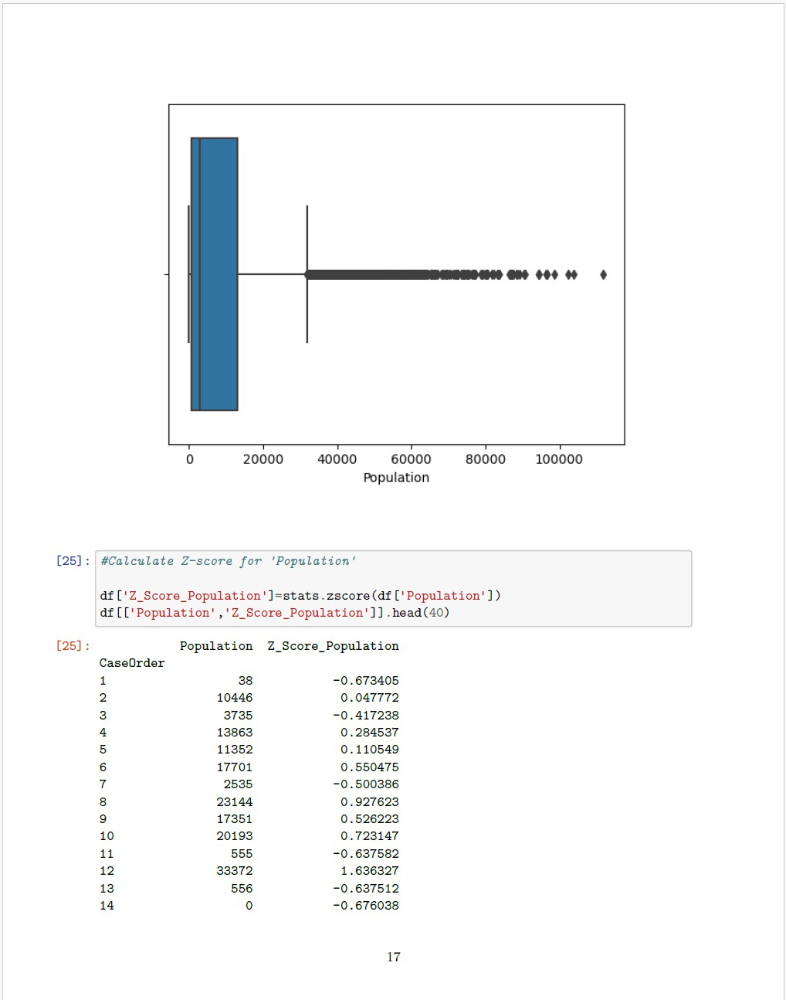 0 20000 40000 60000 80000 100000
Population
[25]: #Calculate Z-score for 'Population'
df['Z_Score_Population']=stats.zscore(df['Population'])
df[['Population','Z_Score_Population']].head(40)
[25]: Population Z_Score_Population
CaseOrder
1 38 -0.673405
2 10446 0.047772
3 3735 -0.417238
4 13863 0.284537
5 11352 0.110549
6 17701 0.550475
7 2535 -0.500386
8 23144 0.927623
9 17351 0.526223
10 20193 0.723147
11 555 -0.637582
12 33372 1.636327
13 556 -0.637512
14 0 -0.676038
17